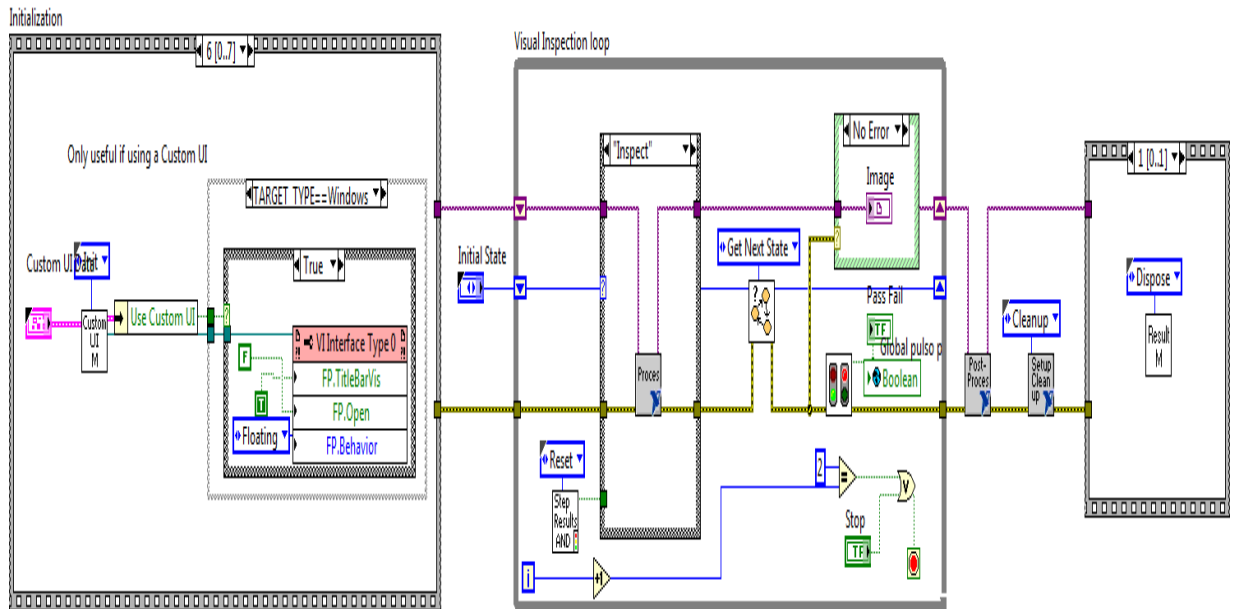 Initialization
6 [0..7]
Only useful if using a Custom UI
TARGET_TYPE==Windows
Init
True
Custom UI
Use Custom UI
Custom
UI
M
VI Interface Type 0
F
FP.TitleBarVis
T
FP.Open
Floating
FP.Behavior
Visual Inspection loop
"Inspect"
No Error
Image
Initial State
Get Next State
?
Pass Fail
TF
Global pulso p
Boolean
Proces
Reset
Step
Results
AND
2
=
V
Stop
TF
i
+1
Cleanup
Post-
Proces
Setup
Clean
up
1 [0..1]
Dispose
Result
M